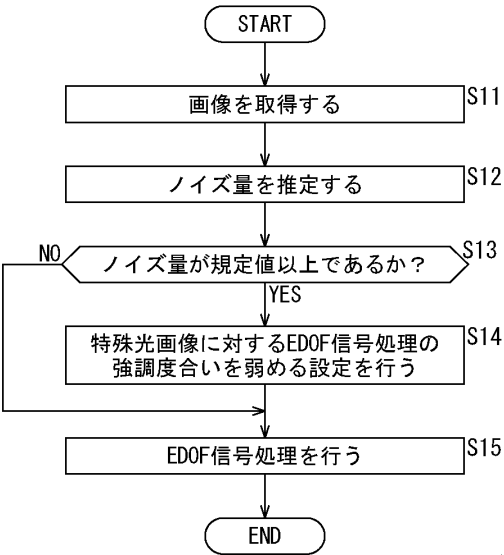 START
画像を取得する
S11
ノイズ量を推定する
S12
ノイズ量が規定値以上であるか？
S13
NO
YES
特殊光画像に対するEDOF信号処理の
強調度合いを弱める設定を行う
S14
EDOF信号処理を行う
S15
END